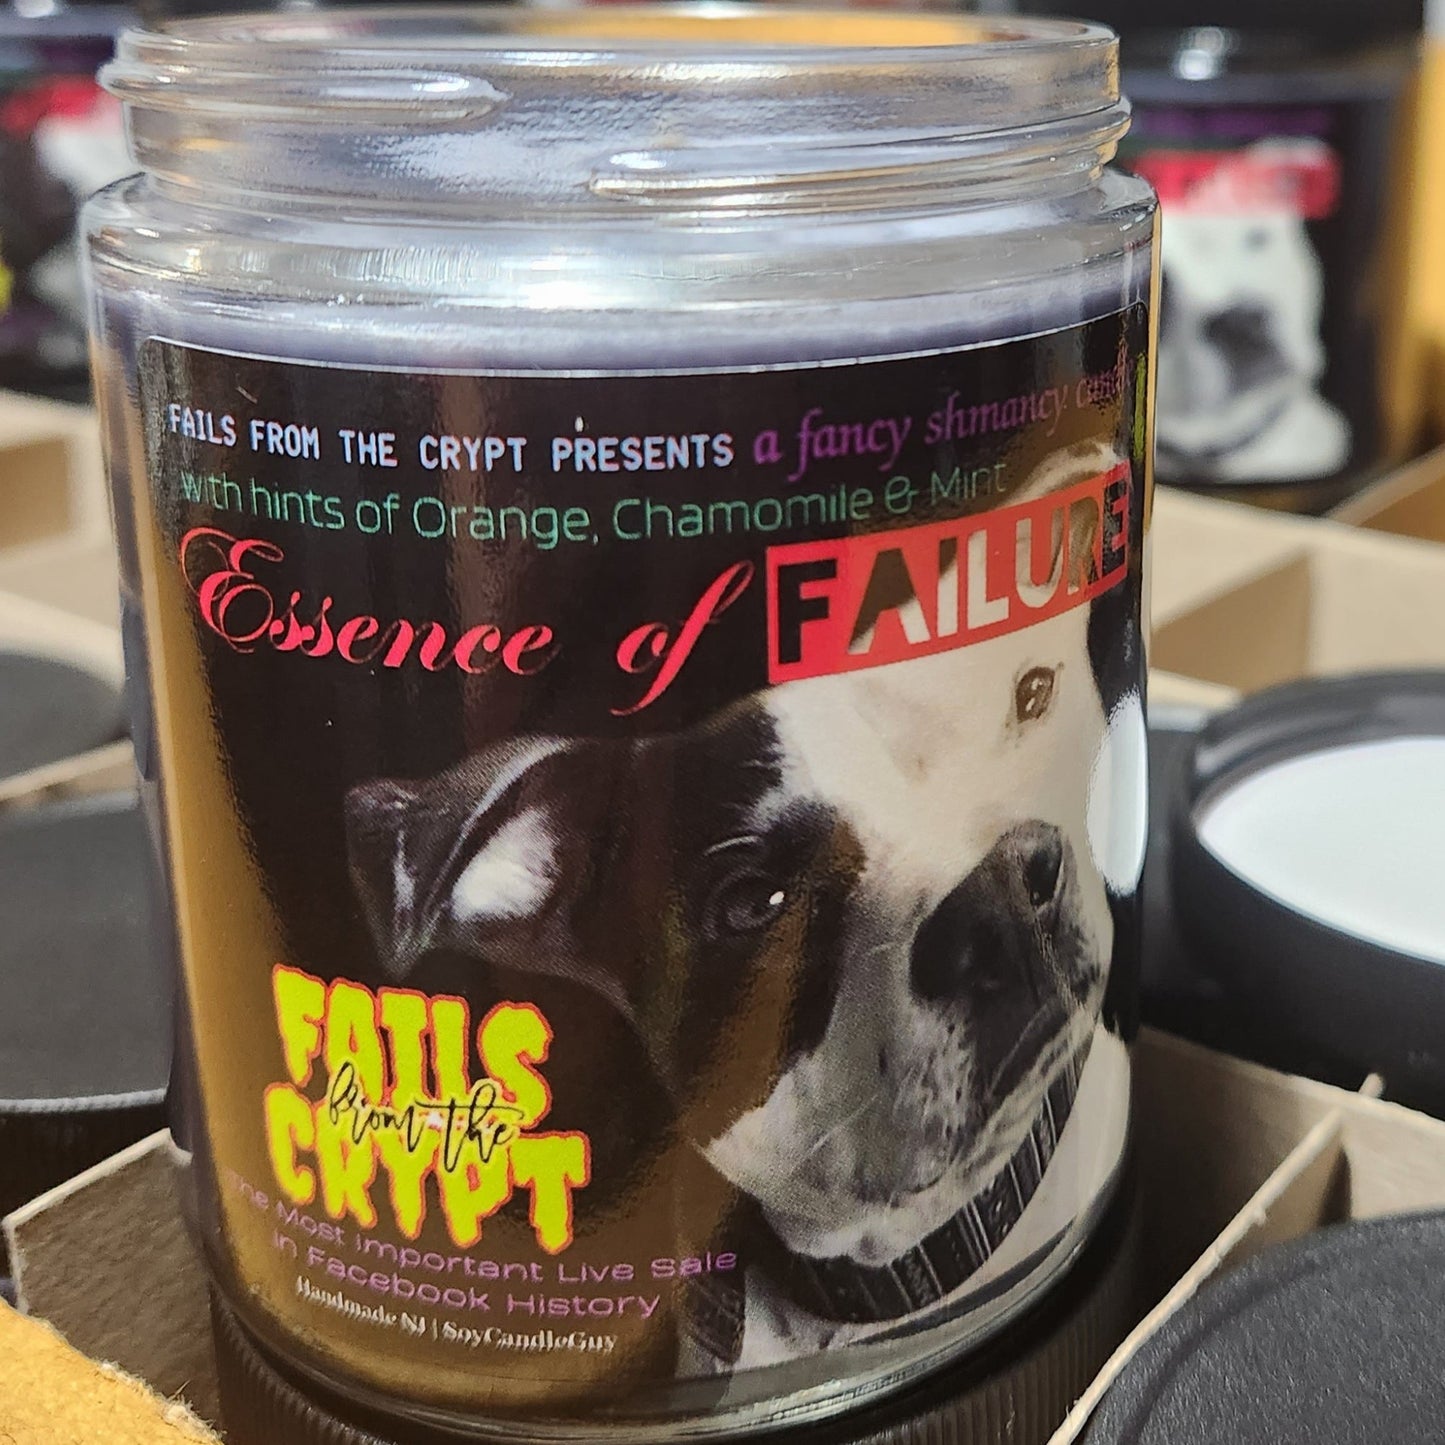 FAILS FROM THE CRYPT PRESENTS a fancy shmancy
with hints of Orange, Chamomile & Mint
Essence of FAILURE
FAILS
from the
CRYPT
The Most Important Live Sale
in Facebook History
Handmade NJ | SoyCandleGuy